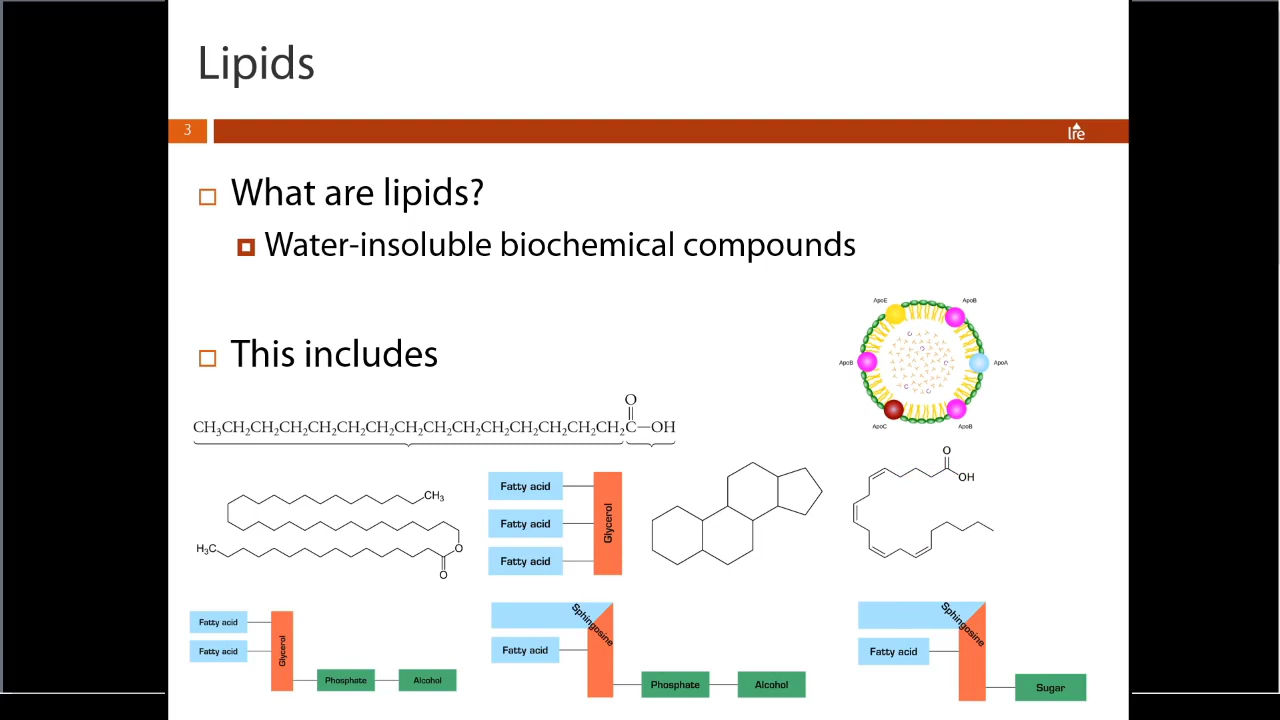 Lipids
3
lre
What are lipids?
Water-insoluble biochemical compounds
This includes
ApoE
ApoB
ApoB
ApoA
ApoC
ApoB
O
CH₃CH₂CH₂CH₂CH₂CH₂CH₂CH₂CH₂CH₂CH₂CH₂CH₂CH₂CH₂C—OH
CH₃
H₃C
O
O
Fatty acid
Fatty acid
Fatty acid
Glycerol
O
OH
Fatty acid
Fatty acid
Glycerol
Phosphate
Alcohol
Sphingosine
Fatty acid
Phosphate
Alcohol
Sphingosine
Fatty acid
Sugar